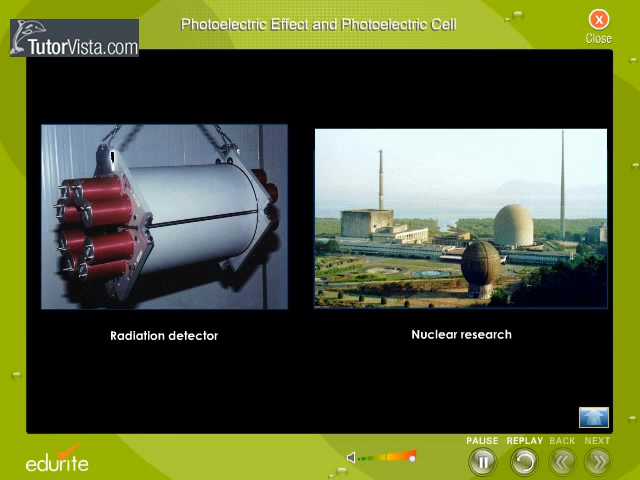 Photoelectric Effect and Photoelectric Cell
X
Close
TutorVista.com
Radiation detector
Nuclear research
PAUSE REPLAY BACK NEXT
edurite